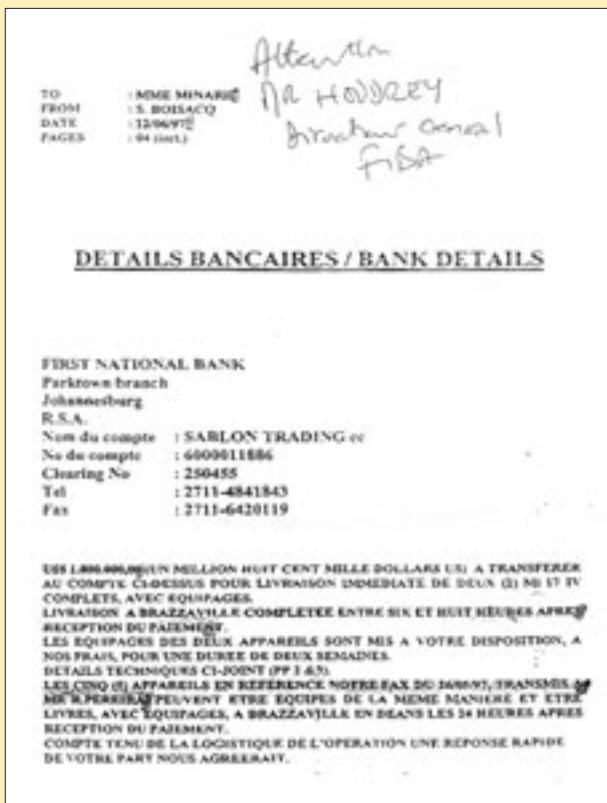 Attention
MR HOUDREY
Directeur General
FIBA
TO : MME MINARIE
FROM : S. BOISACQ
DATE : 12/06/97
PAGES : 04 (incl.)
DETAILS BANCAIRES / BANK DETAILS
FIRST NATIONAL BANK
Parktown branch
Johannesburg
R.S.A.
Nom du compte : SABLON TRADING cc
No du compte : 6000011886
Clearing No : 250455
Tel : 2711-4841843
Fax : 2711-6420119
US$ 1.800.000,00 (UN MILLION HUIT CENT MILLE DOLLARS US) A TRANSFERER
AU COMPTE CI-DESSUS POUR LIVRAISON IMMEDIATE DE DEUX (2) MI 17 TV
COMPLETS, AVEC EQUIPAGES.
LIVRAISON A BRAZZAVILLE COMPLETEE ENTRE SIX ET HUIT HEURES APRES
RECEPTION DU PAIEMENT.
LES EQUIPAGES DES DEUX APPAREILS SONT MIS A VOTRE DISPOSITION, A
NOS FRAIS, POUR UNE DUREE DE DEUX SEMAINES.
DETAILS TECHNIQUES CI-JOINT
LES CINQ (5) APPAREILS EN REFERENCE NOTRE FAX DU 26/05/97, TRANSMIS A
MR R.PEREIRA PEUVENT ETRE EQUIPES DE LA MEME MANIERE ET ETRE
LIVRES, AVEC EQUIPAGES, A BRAZZAVILLE EN DEANS LES 24 HEURES APRES
RECEPTION DU PAIEMENT.
COMPTE TENU DE LA LOGISTIQUE DE L'OPERATION UNE REPONSE RAPIDE
DE VOTRE PART NOUS AGREERAIT.